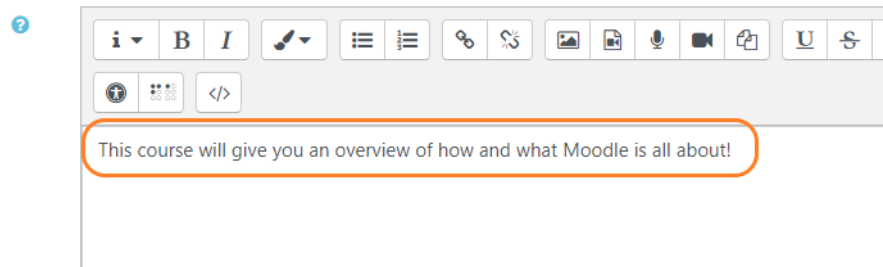 i B I
U S
</>
This course will give you an overview of how and what Moodle is all about!